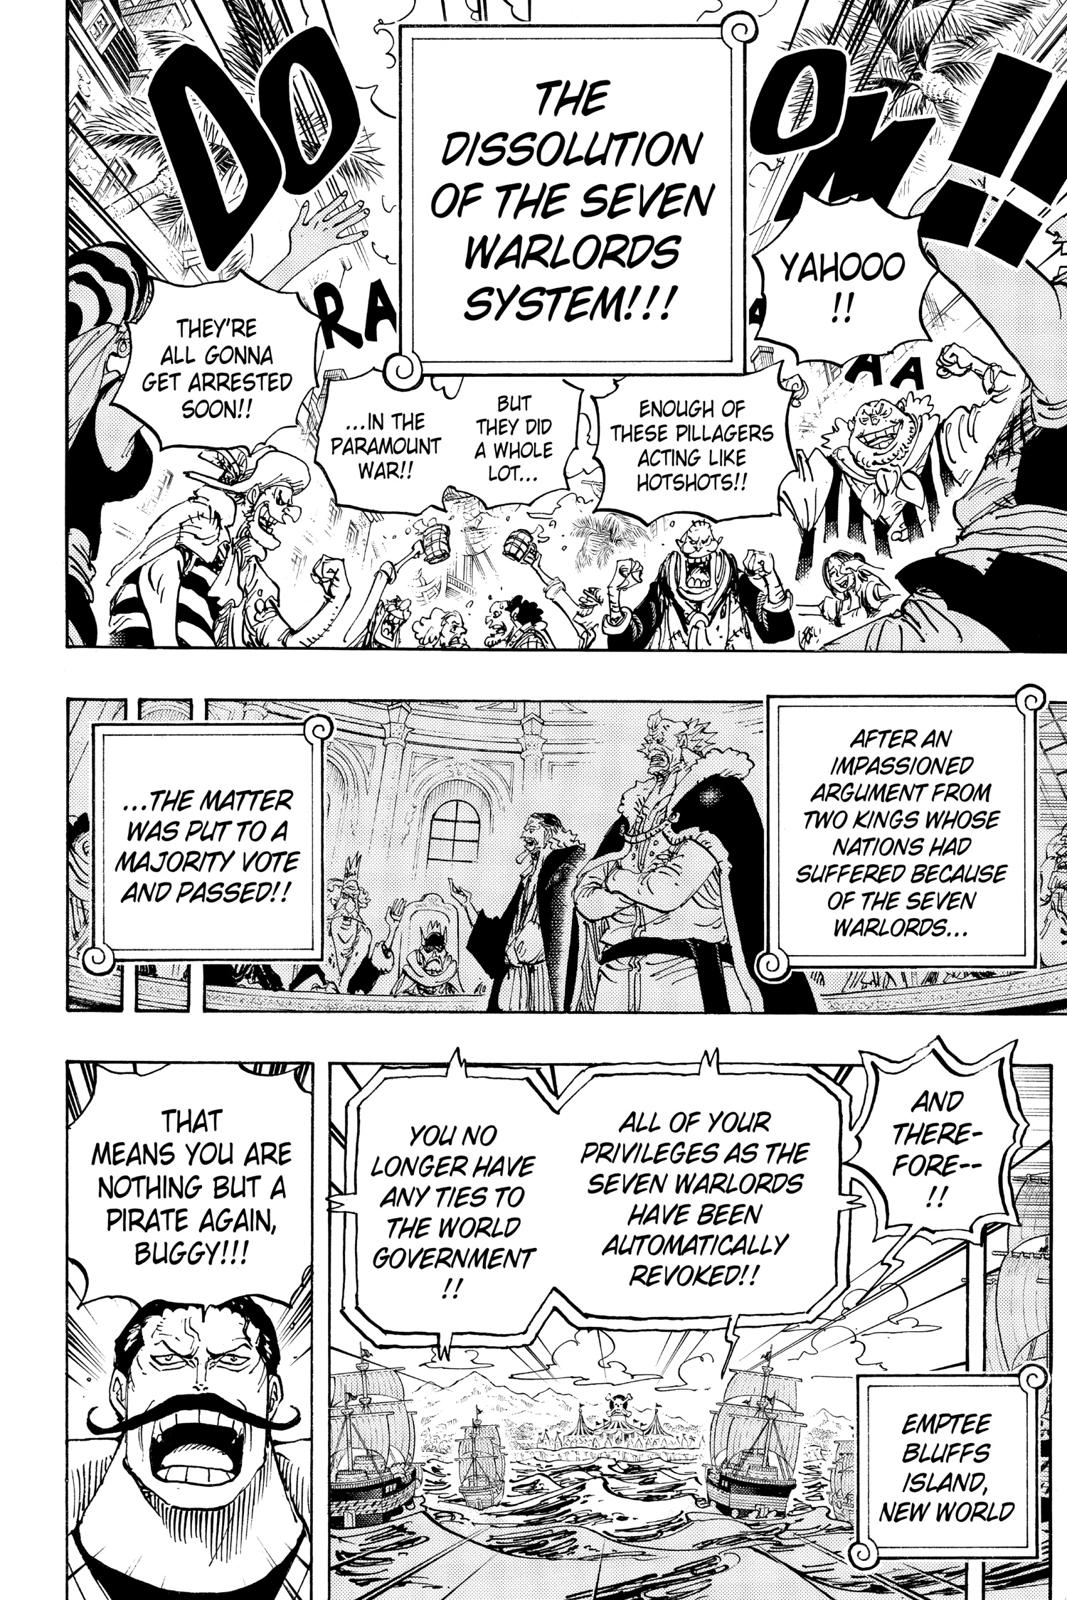 DOOM!!
THE
DISSOLUTION
OF THE SEVEN
WARLORDS
SYSTEM!!!
YAHOOO
!!
RA
A
AA
ENOUGH OF
THESE PILLAGERS
ACTING LIKE
HOTSHOTS!!
BUT
THEY DID
A WHOLE
LOT...
...IN THE
PARAMOUNT
WAR!!
THEY'RE
ALL GONNA
GET ARRESTED
SOON!!
AFTER AN
IMPASSIONED
ARGUMENT FROM
TWO KINGS WHOSE
NATIONS HAD
SUFFERED BECAUSE
OF THE SEVEN
WARLORDS...
...THE MATTER
WAS PUT TO A
MAJORITY VOTE
AND PASSED!!
AND
THERE-
FORE--
!!
ALL OF YOUR
PRIVILEGES AS THE
SEVEN WARLORDS
HAVE BEEN
AUTOMATICALLY
REVOKED!!
YOU NO
LONGER HAVE
ANY TIES TO
THE WORLD
GOVERNMENT
!!
EMPTEE
BLUFFS
ISLAND,
NEW WORLD
THAT
MEANS YOU ARE
NOTHING BUT A
PIRATE AGAIN,
BUGGY!!!